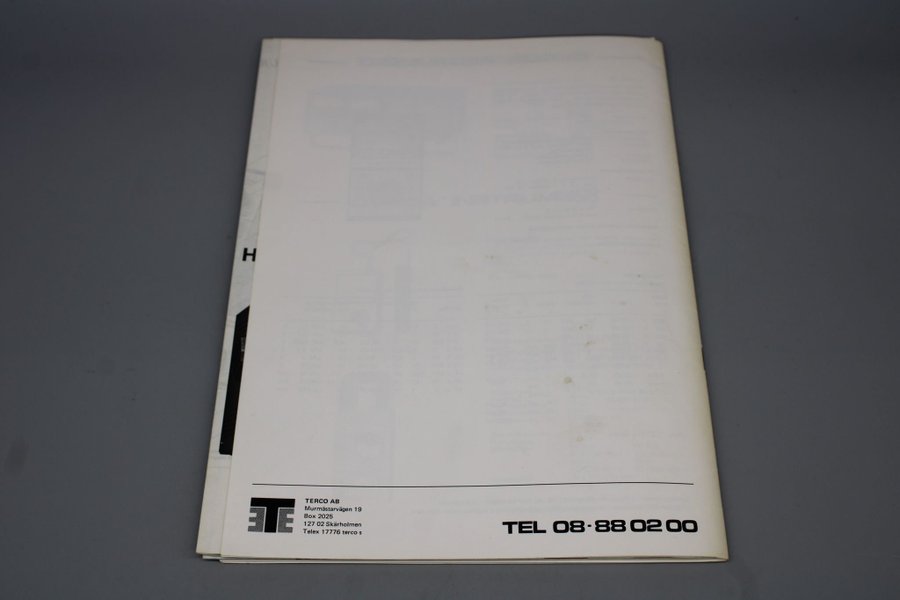 H
TERCO AB
Murmästarvägen 19
Box 2025
127 02 Skärholmen
Telex 17776 terco s
TEL 08-88 02 00